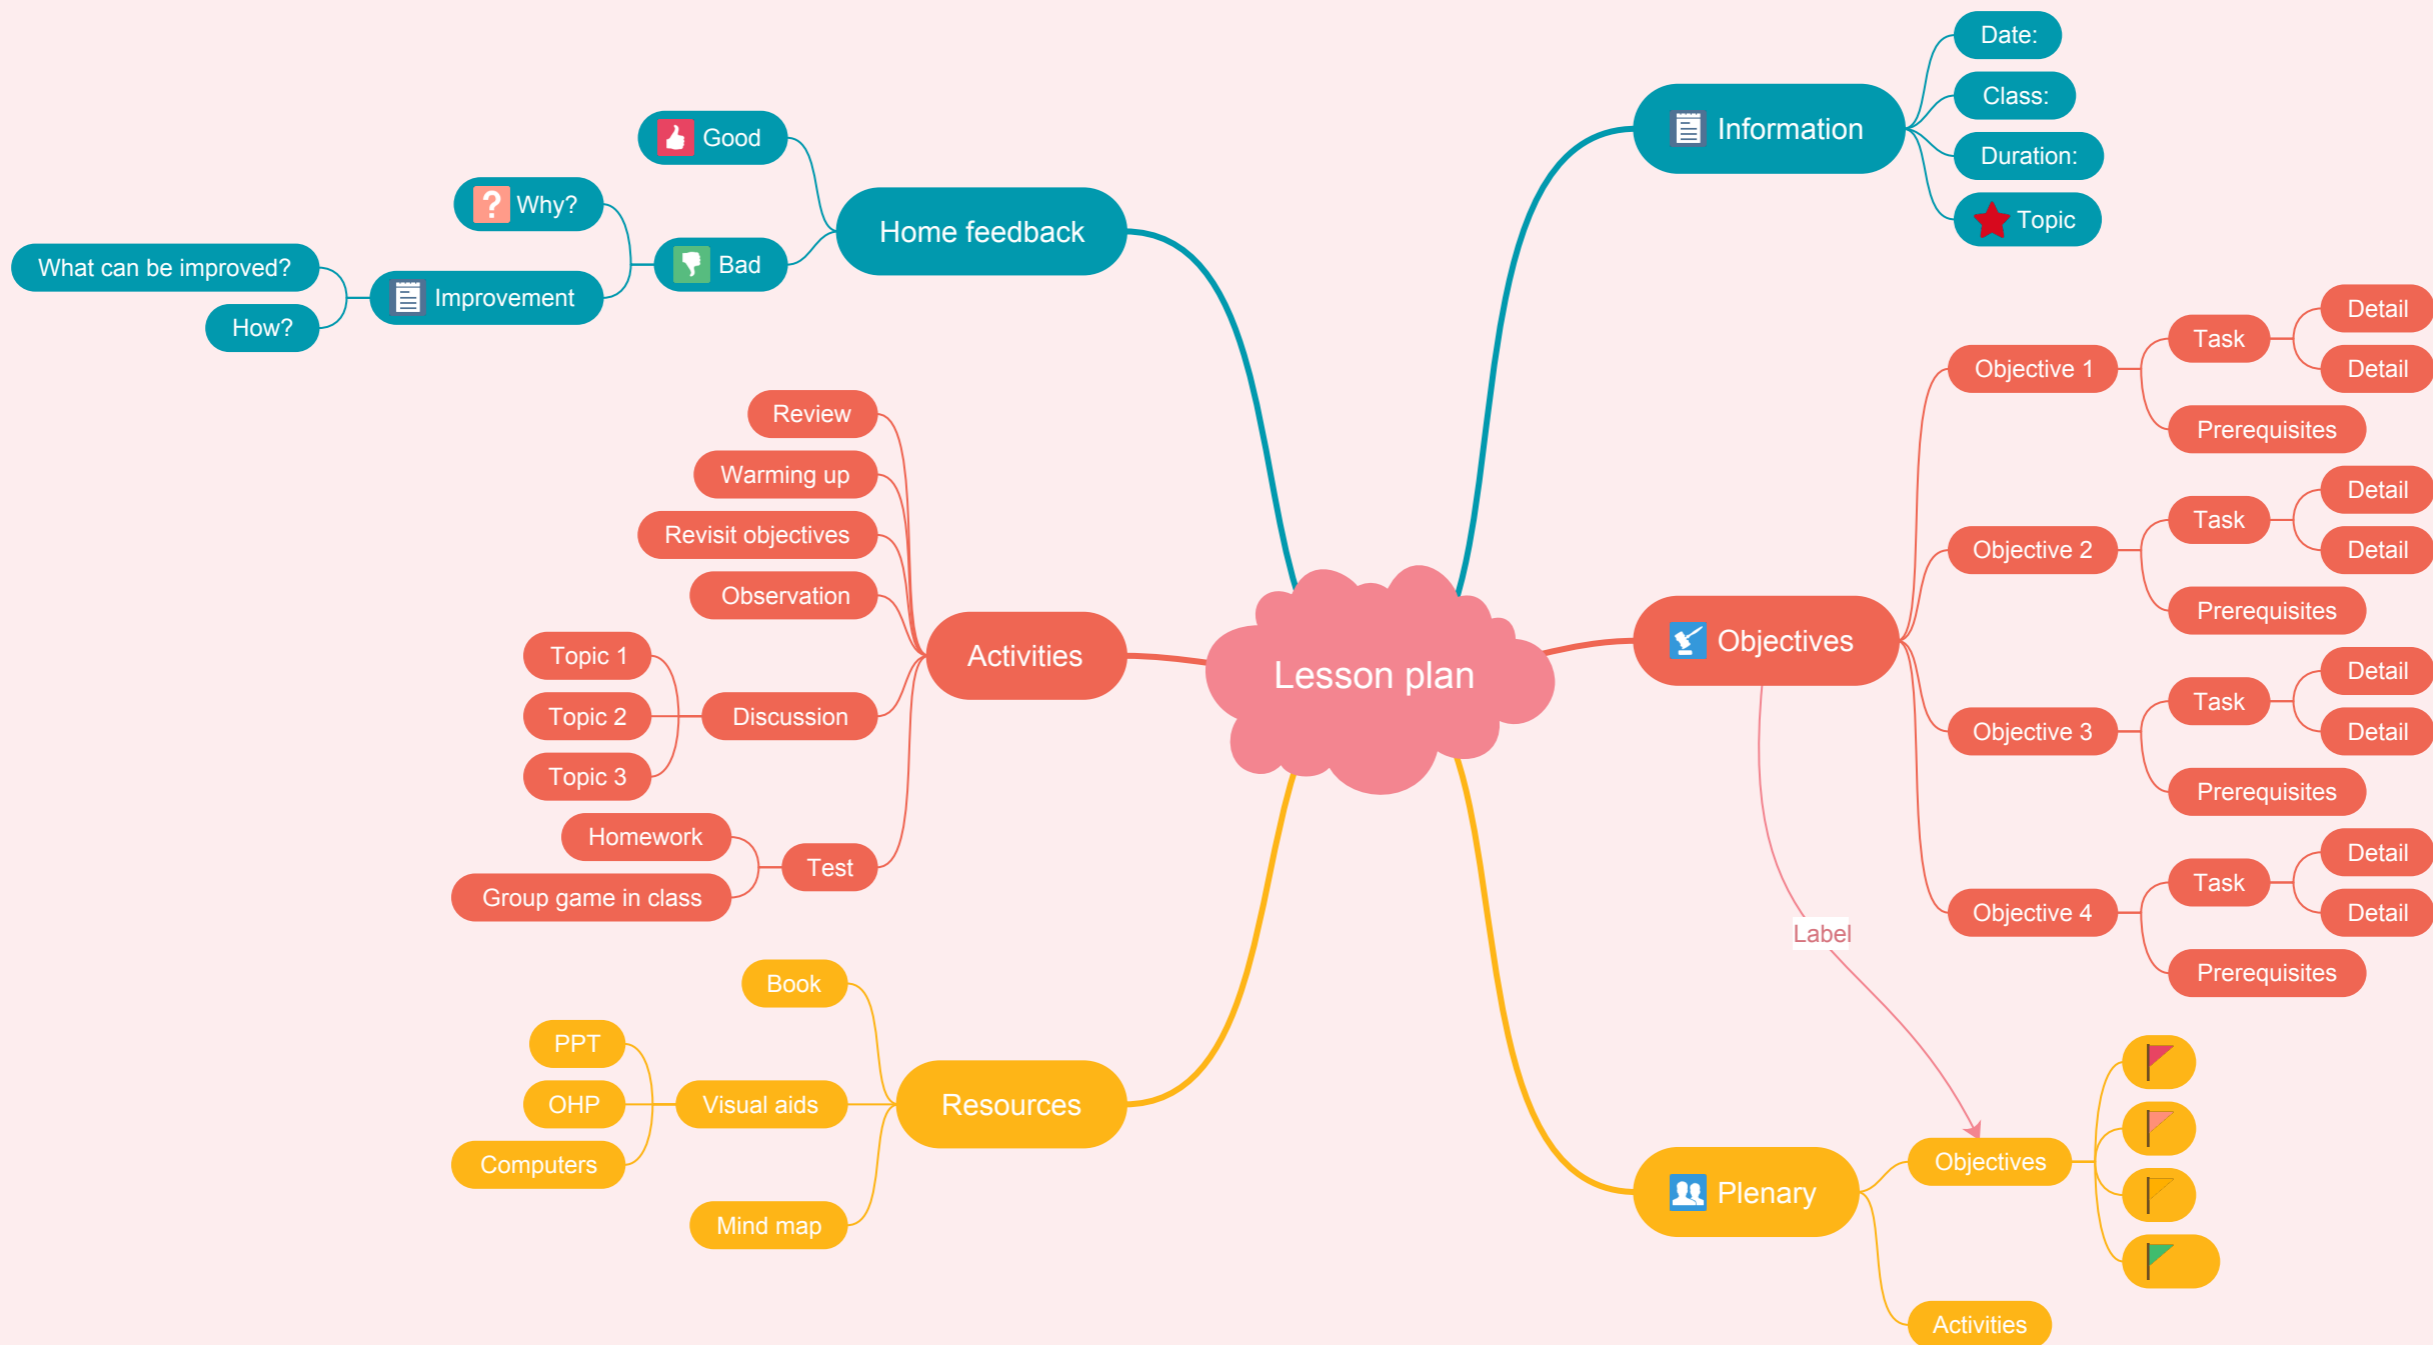 Lesson plan
Information
Date:
Class:
Duration:
Topic
Objectives
Objective 1
Task
Detail
Detail
Prerequisites
Objective 2
Task
Detail
Detail
Prerequisites
Objective 3
Task
Detail
Detail
Prerequisites
Objective 4
Task
Detail
Detail
Prerequisites
Label
Plenary
Objectives
Activities
Home feedback
Good
Bad
? Why?
Improvement
What can be improved?
How?
Activities
Review
Warming up
Revisit objectives
Observation
Discussion
Topic 1
Topic 2
Topic 3
Test
Homework
Group game in class
Resources
Book
Visual aids
PPT
OHP
Computers
Mind map